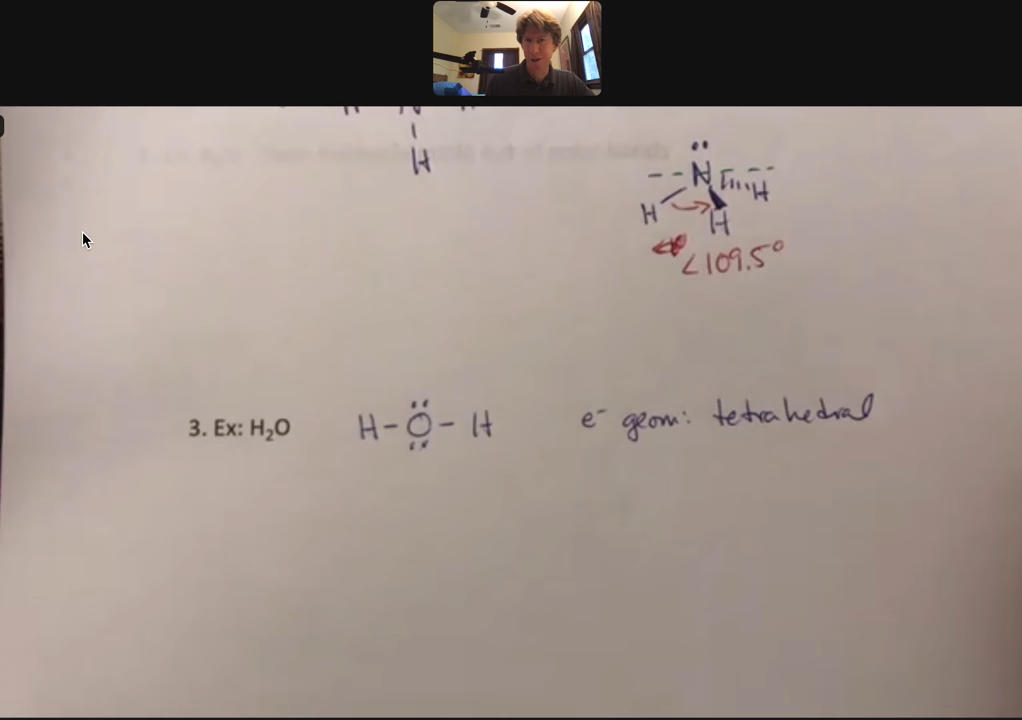 H N H
H
N
H H H
<109.5°
3. Ex: H₂O H-O-H e⁻ geom: tetrahedral